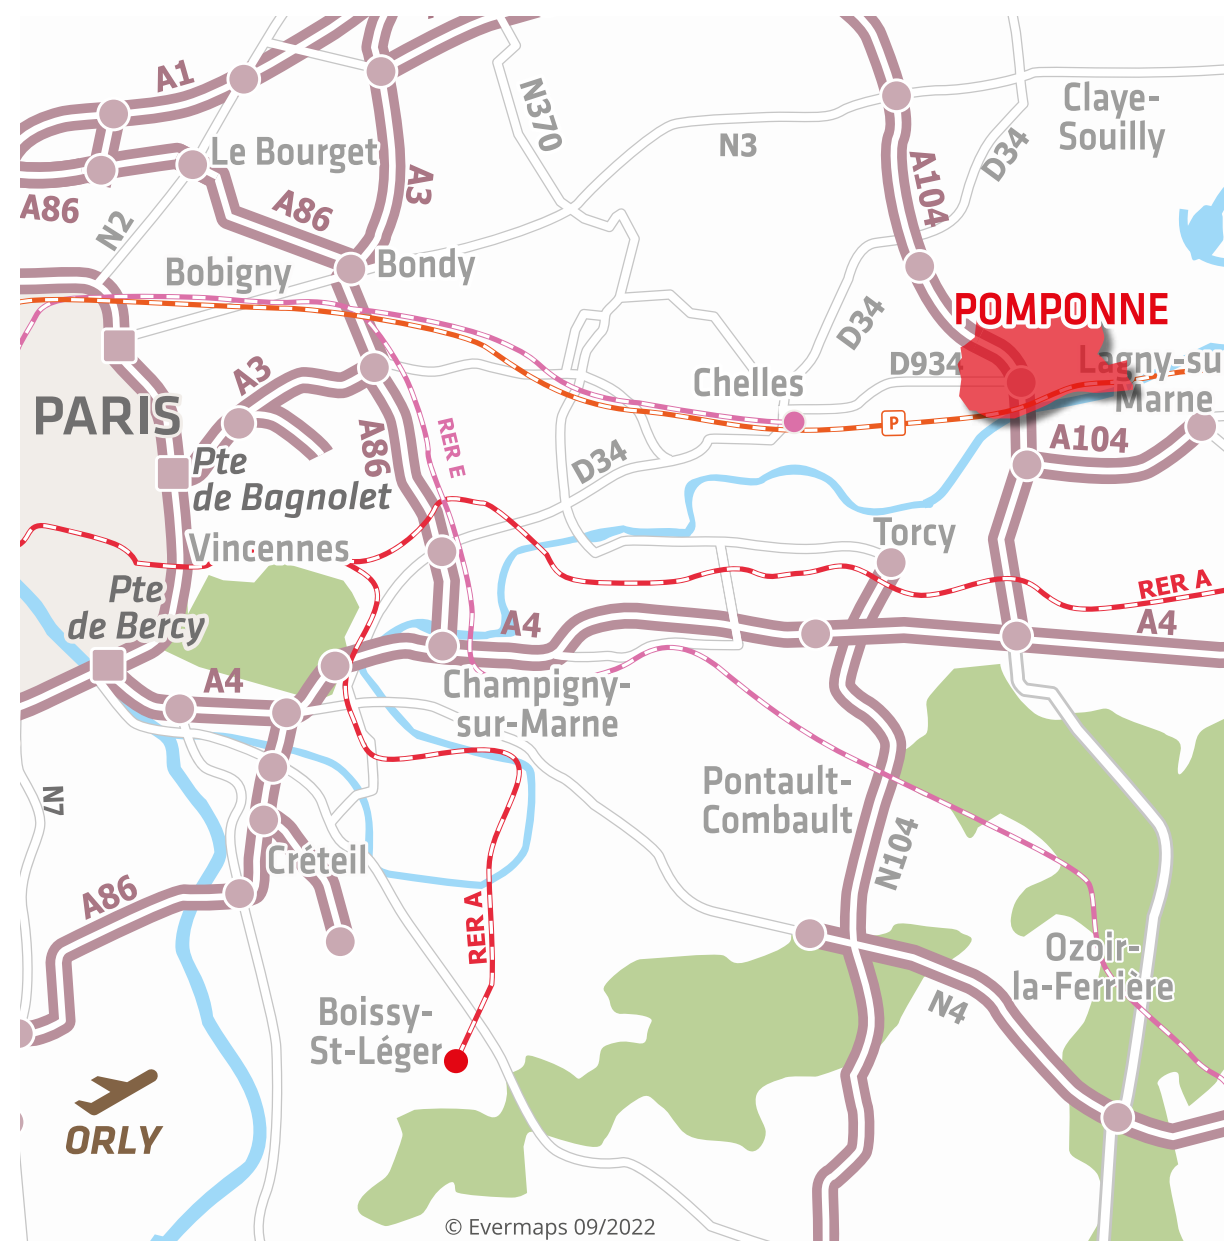 A1
N370
Claye-
Souilly
N3
D34
Le Bourget
A3
A104
A86
A86
N2
Bobigny
Bondy
POMPONNE
D34
D934
Lagny-su
Marne
Chelles
A3
PARIS
P
A86
RER E
A104
D34
Pte
de Bagnolet
Torcy
Vincennes
Pte
de Bercy
RER A
A4
A4
A4
Champigny-
sur-Marne
Pontault-
Combault
N7
N104
Créteil
A86
RER A
Ozoir-
la-Ferrière
N4
Boissy-
St-Léger
ORLY
© Evermaps 09/2022